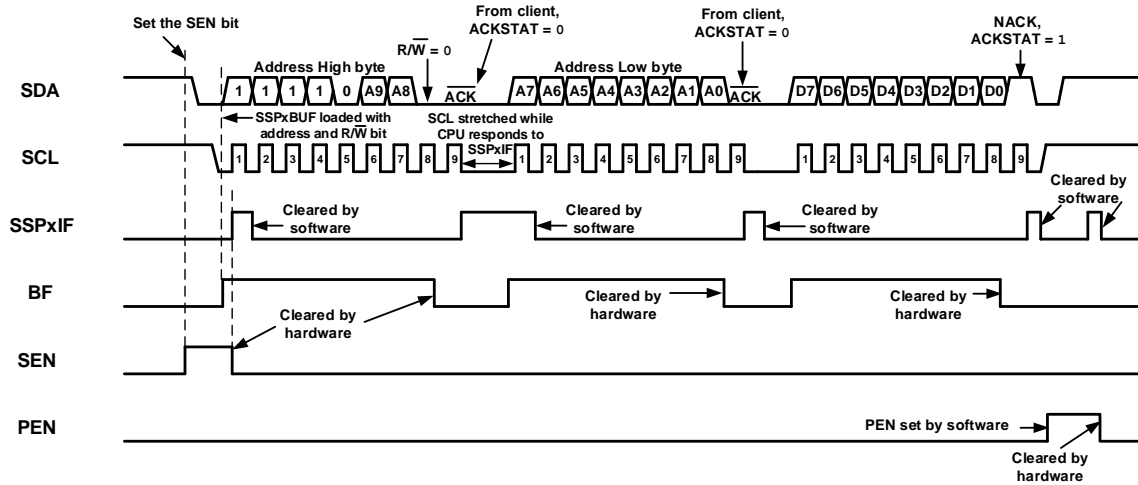 Set the SEN bit
From client,
ACKSTAT = 0
R/W = 0
From client,
ACKSTAT = 0
NACK,
ACKSTAT = 1
Address High byte
Address Low byte
SDA
1 1 1 1 0 A9 A8 ACK A7 A6 A5 A4 A3 A2 A1 A0 ACK D7 D6 D5 D4 D3 D2 D1 D0
SSPxBUF loaded with
address and R/W bit
SCL stretched while
CPU responds to
SSPxIF
SCL
1 2 3 4 5 6 7 8 9 1 2 3 4 5 6 7 8 9 1 2 3 4 5 6 7 8 9
SSPxIF
Cleared by
software
Cleared by
software
Cleared by
software
Cleared by
software
BF
Cleared by
hardware
Cleared by
hardware
Cleared by
hardware
SEN
PEN
PEN set by software
Cleared by
hardware